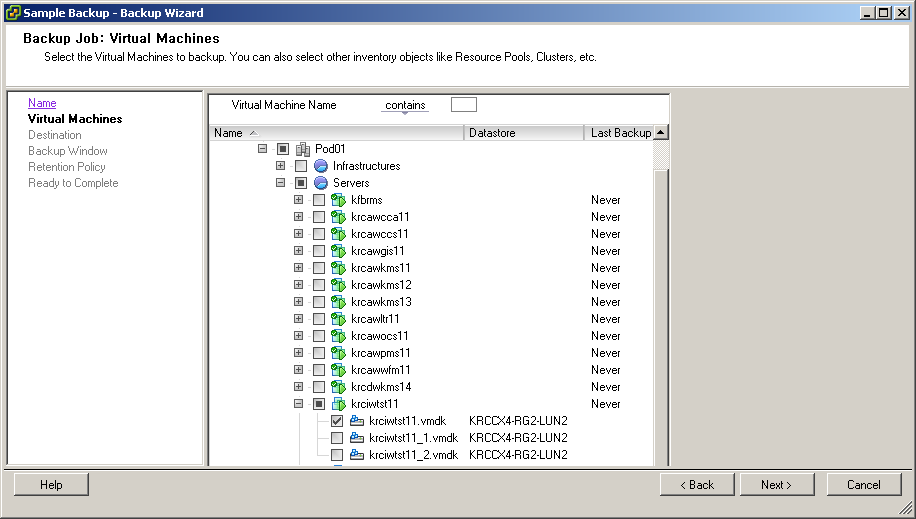 Sample Backup - Backup Wizard
Backup Job: Virtual Machines
Select the Virtual Machines to backup. You can also select other inventory objects like Resource Pools, Clusters, etc.
Name
Virtual Machines
Destination
Backup Window
Retention Policy
Ready to Complete
Virtual Machine Name contains
Name Datastore Last Backup
Pod01
Infrastructures
Servers
kfbrms Never
krcawcca11 Never
krcawccs11 Never
krcawgis11 Never
krcawkms11 Never
krcawkms12 Never
krcawkms13 Never
krcawltr11 Never
krcawocs11 Never
krcawpms11 Never
krcawwfm11 Never
krcdwkms14 Never
krciwtst11 Never
krciwtst11.vmdk KRCCX4-RG2-LUN2
krciwtst11_1.vmdk KRCCX4-RG2-LUN2
krciwtst11_2.vmdk KRCCX4-RG2-LUN2
Help < Back Next > Cancel